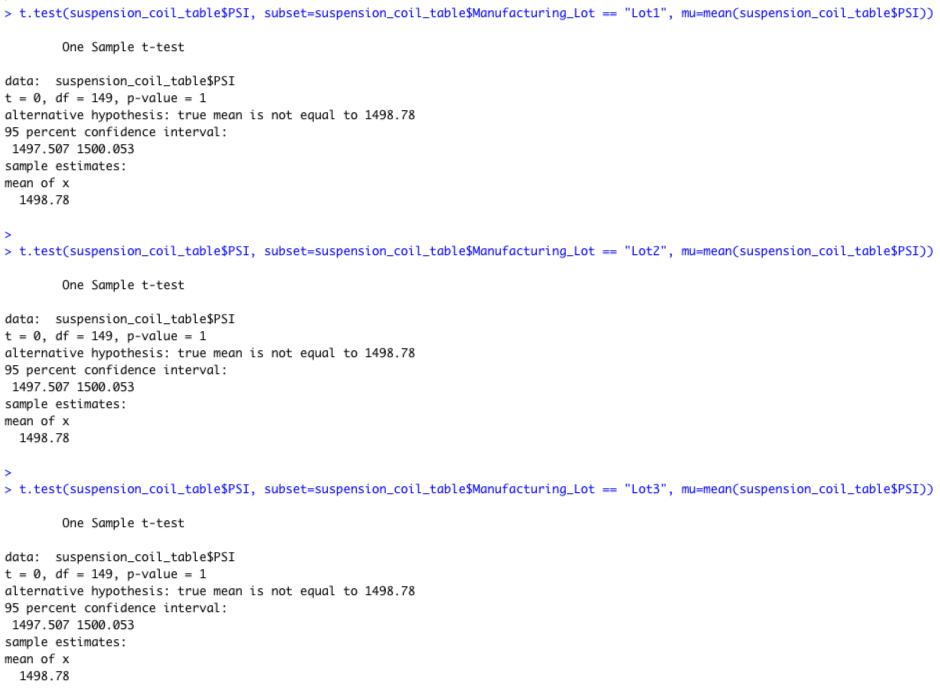 > t.test(suspension_coil_table$PSI, subset=suspension_coil_table$Manufacturing_Lot == "Lot1", mu=mean(suspension_coil_table$PSI))
One Sample t-test
data:  suspension_coil_table$PSI
t = 0, df = 149, p-value = 1
alternative hypothesis: true mean is not equal to 1498.78
95 percent confidence interval:
1497.507 1500.053
sample estimates:
mean of x
1498.78
>
> t.test(suspension_coil_table$PSI, subset=suspension_coil_table$Manufacturing_Lot == "Lot2", mu=mean(suspension_coil_table$PSI))
One Sample t-test
data:  suspension_coil_table$PSI
t = 0, df = 149, p-value = 1
alternative hypothesis: true mean is not equal to 1498.78
95 percent confidence interval:
1497.507 1500.053
sample estimates:
mean of x
1498.78
>
> t.test(suspension_coil_table$PSI, subset=suspension_coil_table$Manufacturing_Lot == "Lot3", mu=mean(suspension_coil_table$PSI))
One Sample t-test
data:  suspension_coil_table$PSI
t = 0, df = 149, p-value = 1
alternative hypothesis: true mean is not equal to 1498.78
95 percent confidence interval:
1497.507 1500.053
sample estimates:
mean of x
1498.78